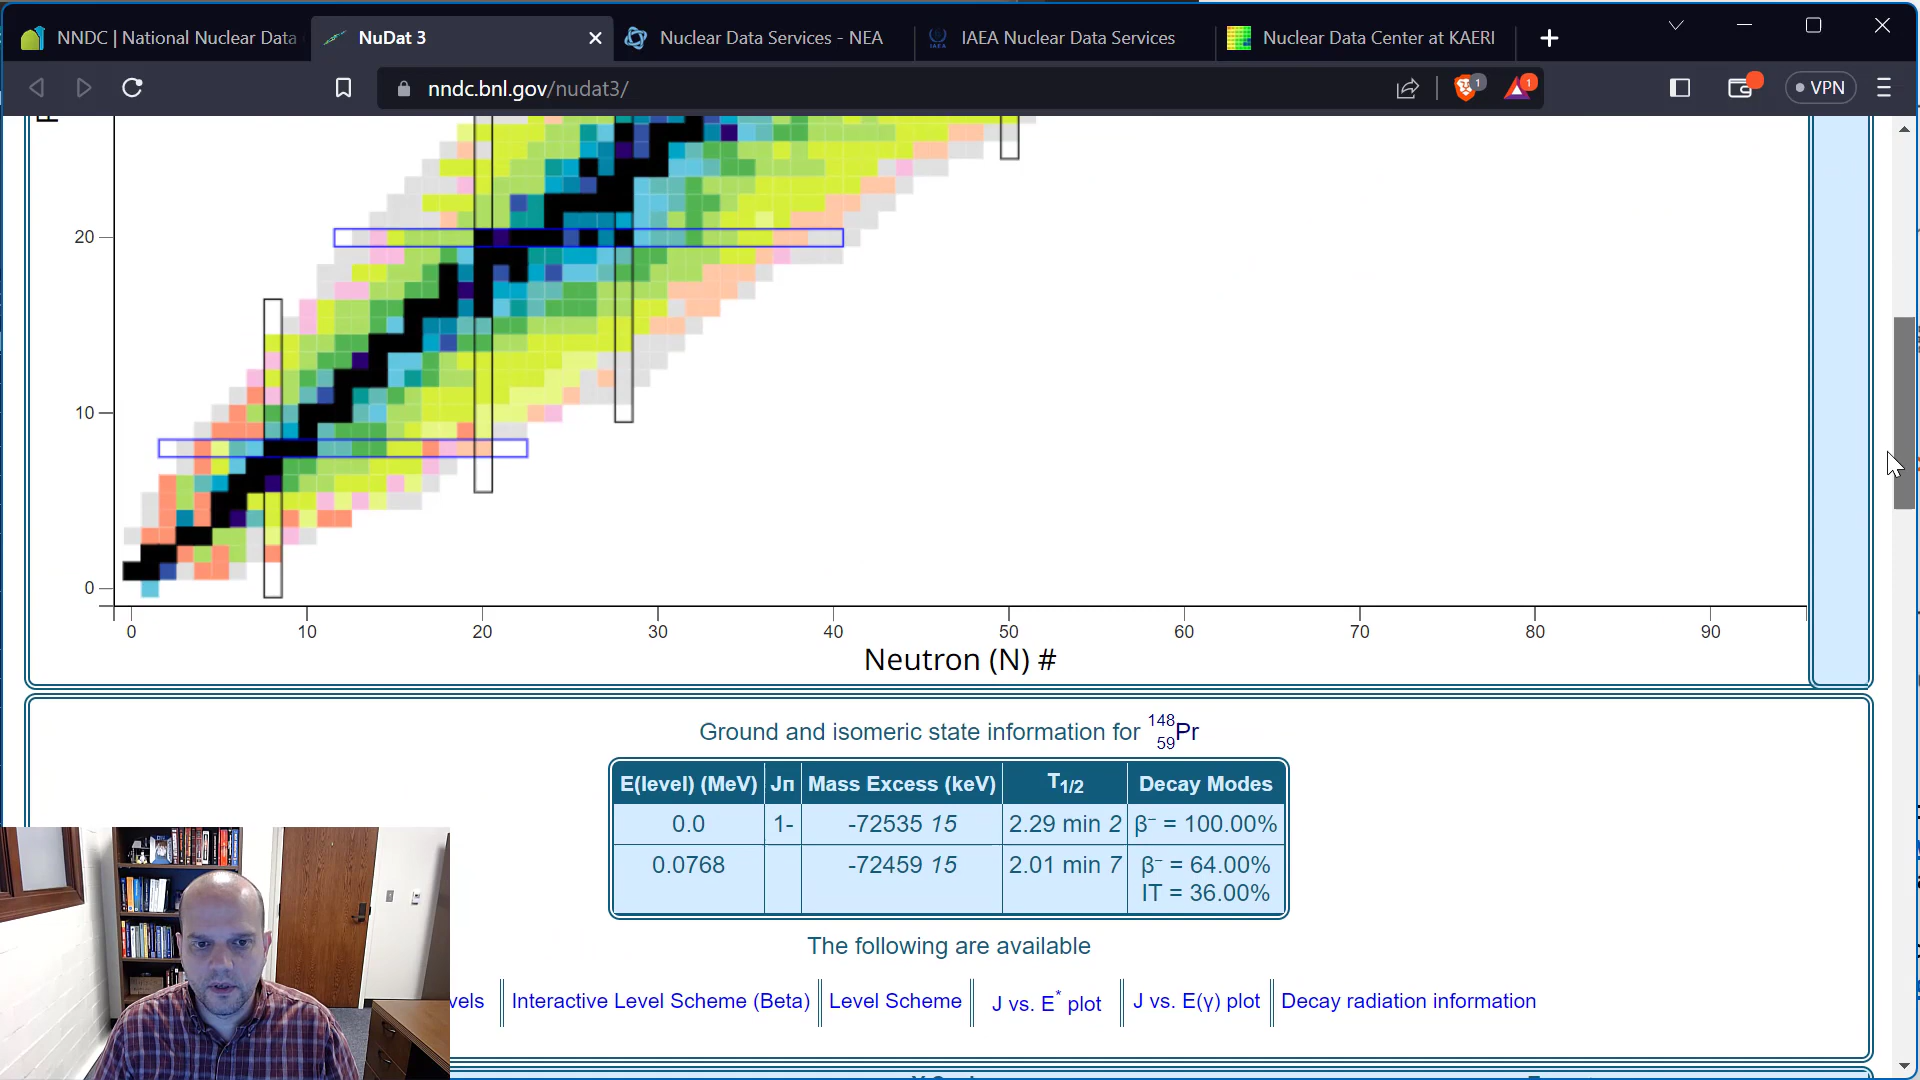 NNDC | National Nuclear Data
NuDat 3
Nuclear Data Services - NEA
IAEA Nuclear Data Services
Nuclear Data Center at KAERI
nndc.bnl.gov/nudat3/
1
1
VPN
20
10
0
0 10 20 30 40 50 60 70 80 90
Neutron (N) #
Ground and isomeric state information for ¹⁴⁸₅₉Pr
E(level) (MeV) Jπ Mass Excess (keV) T₁/₂ Decay Modes
0.0 1- -72535 15 2.29 min 2 β⁻ = 100.00%
0.0768 -72459 15 2.01 min 7 β⁻ = 64.00%
IT = 36.00%
The following are available
vels Interactive Level Scheme (Beta) Level Scheme J vs. E* plot J vs. E(γ) plot Decay radiation information